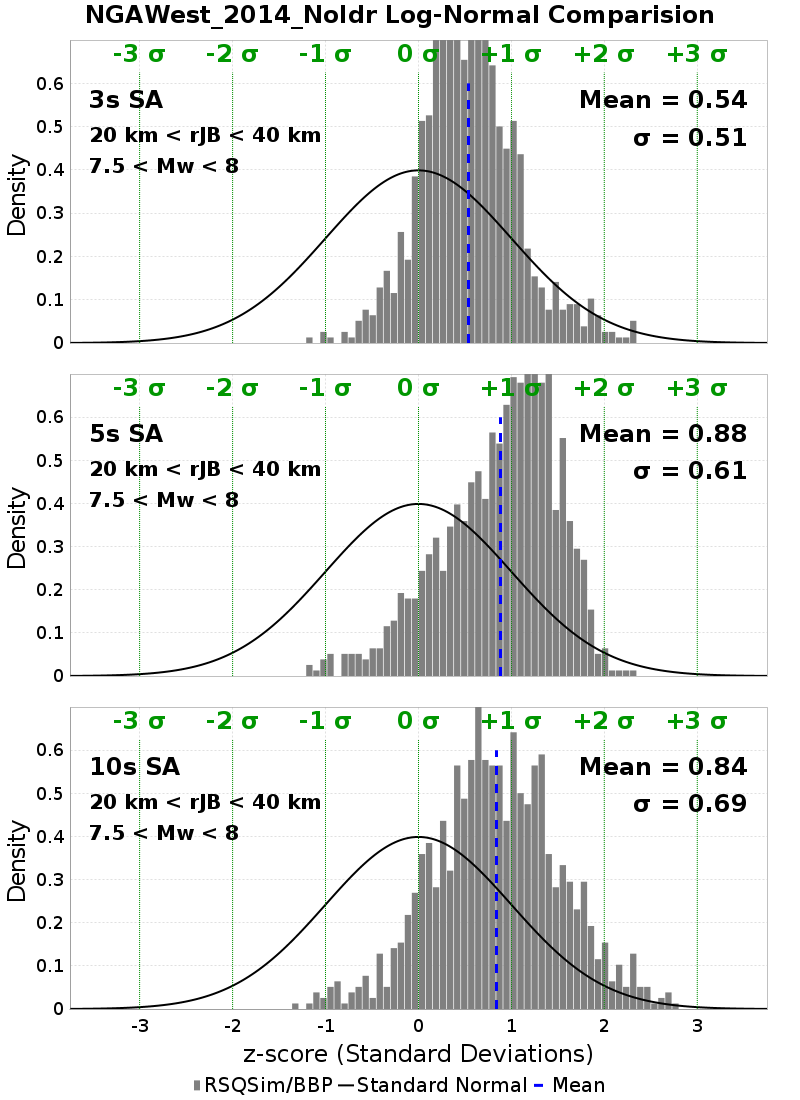 NGAWest_2014_NoIdr Log-Normal Comparision
-3 σ -2 σ -1 σ 0 σ +1 σ +2 σ +3 σ
0.6
3s SA Mean = 0.54
0.5
20 km < rJB < 40 km σ = 0.51
7.5 < Mw < 8
0.4
Density
0.3
0.2
0.1
0
-3 σ -2 σ -1 σ 0 σ +1 σ +2 σ +3 σ
0.6
5s SA Mean = 0.88
0.5
20 km < rJB < 40 km σ = 0.61
7.5 < Mw < 8
0.4
Density
0.3
0.2
0.1
0
-3 σ -2 σ -1 σ 0 σ +1 σ +2 σ +3 σ
0.6
10s SA Mean = 0.84
0.5
20 km < rJB < 40 km σ = 0.69
7.5 < Mw < 8
0.4
Density
0.3
0.2
0.1
0
-3 -2 -1 0 1 2 3
z-score (Standard Deviations)
RSQSim/BBP Standard Normal Mean